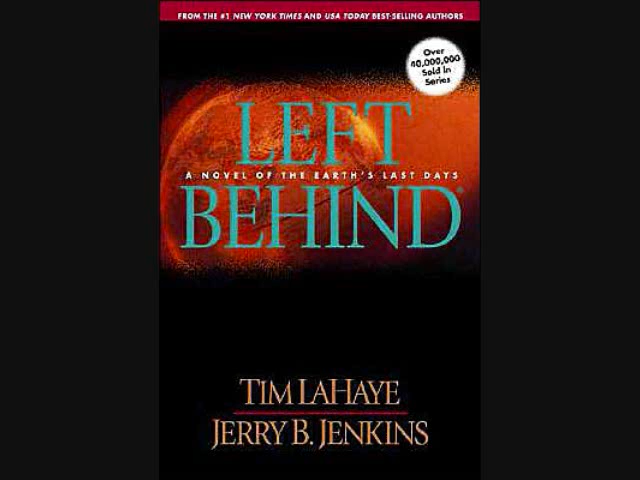 FROM THE #1 NEW YORK TIMES AND USA TODAY BEST-SELLING AUTHORS
Over
40,000,000
Sold in
Series
LEFT
A NOVEL OF THE EARTH'S LAST DAYS
BEHIND®
TIM LAHAYE
JERRY B. JENKINS